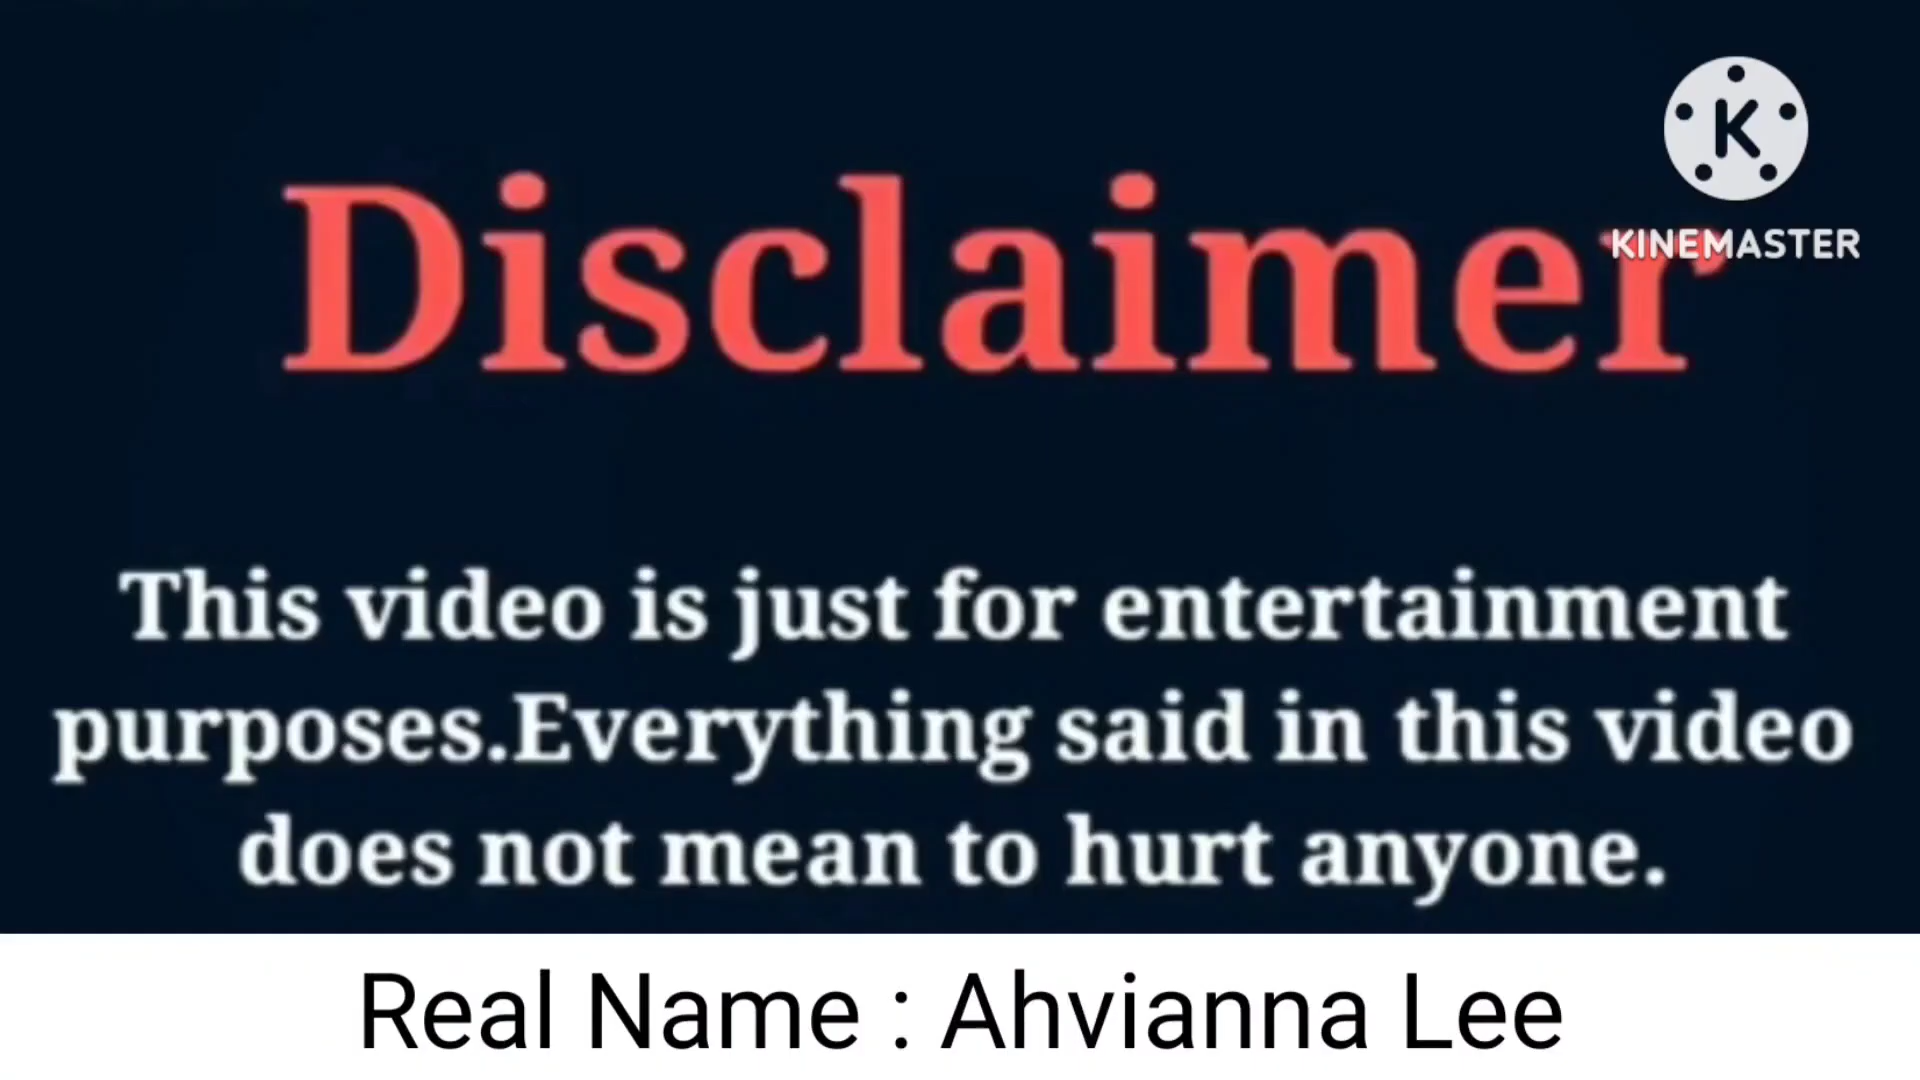 K
KINEMASTER
Disclaimer
This video is just for entertainment
purposes.Everything said in this video
does not mean to hurt anyone.
Real Name : Ahvianna Lee